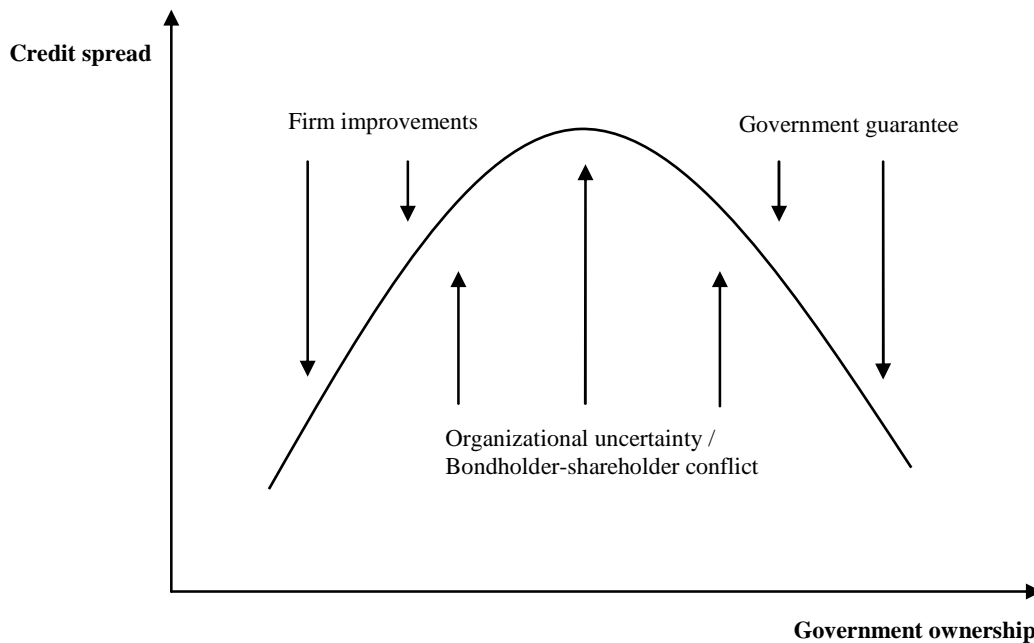 Credit spread
Firm improvements
Government guarantee
Organizational uncertainty /
Bondholder-shareholder conflict
Government ownership